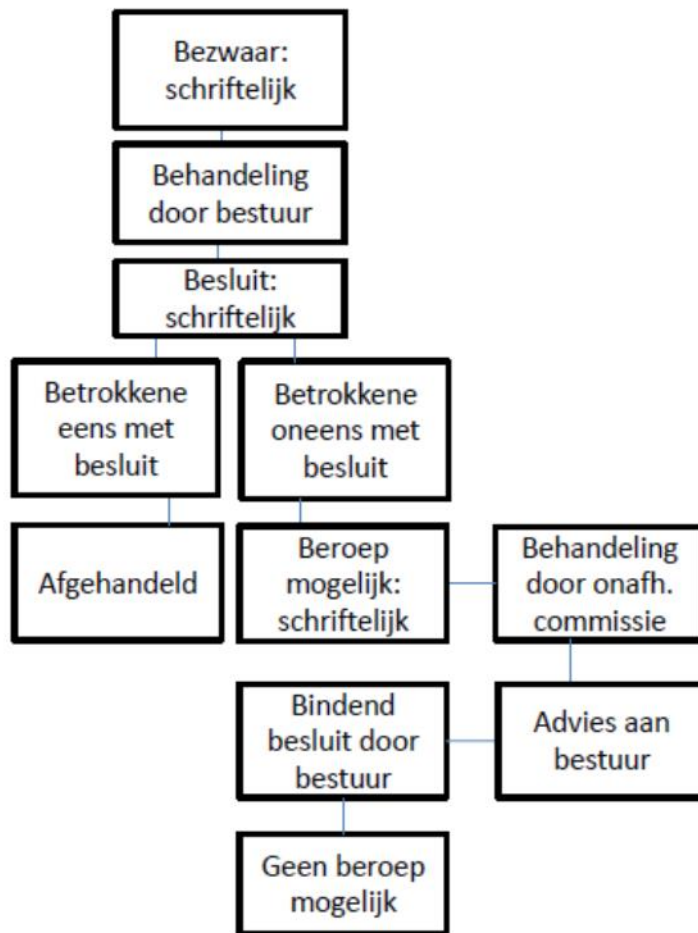 Bezwaar:
schriftelijk
Behandeling
door bestuur
Besluit:
schriftelijk
Betrokkene
eens met
besluit
Betrokkene
oneens met
besluit
Afgehandeld
Beroep
mogelijk:
schriftelijk
Behandeling
door onafh.
commissie
Bindend
besluit door
bestuur
Advies aan
bestuur
Geen beroep
mogelijk